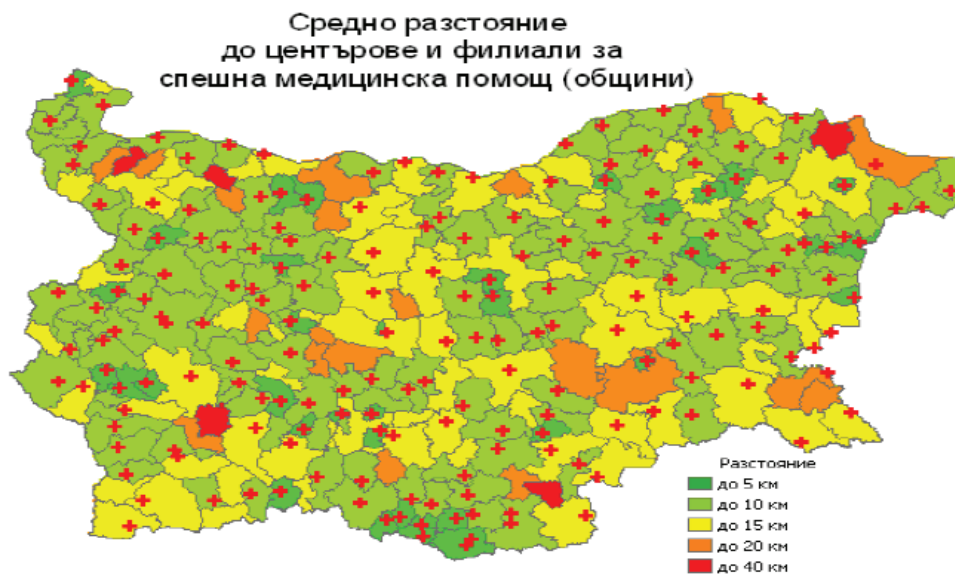 Средно разстояние
до центърове и филиали за
спешна медицинска помощ (общини)
Разстояние
до 5 км
до 10 км
до 15 км
до 20 км
до 40 км